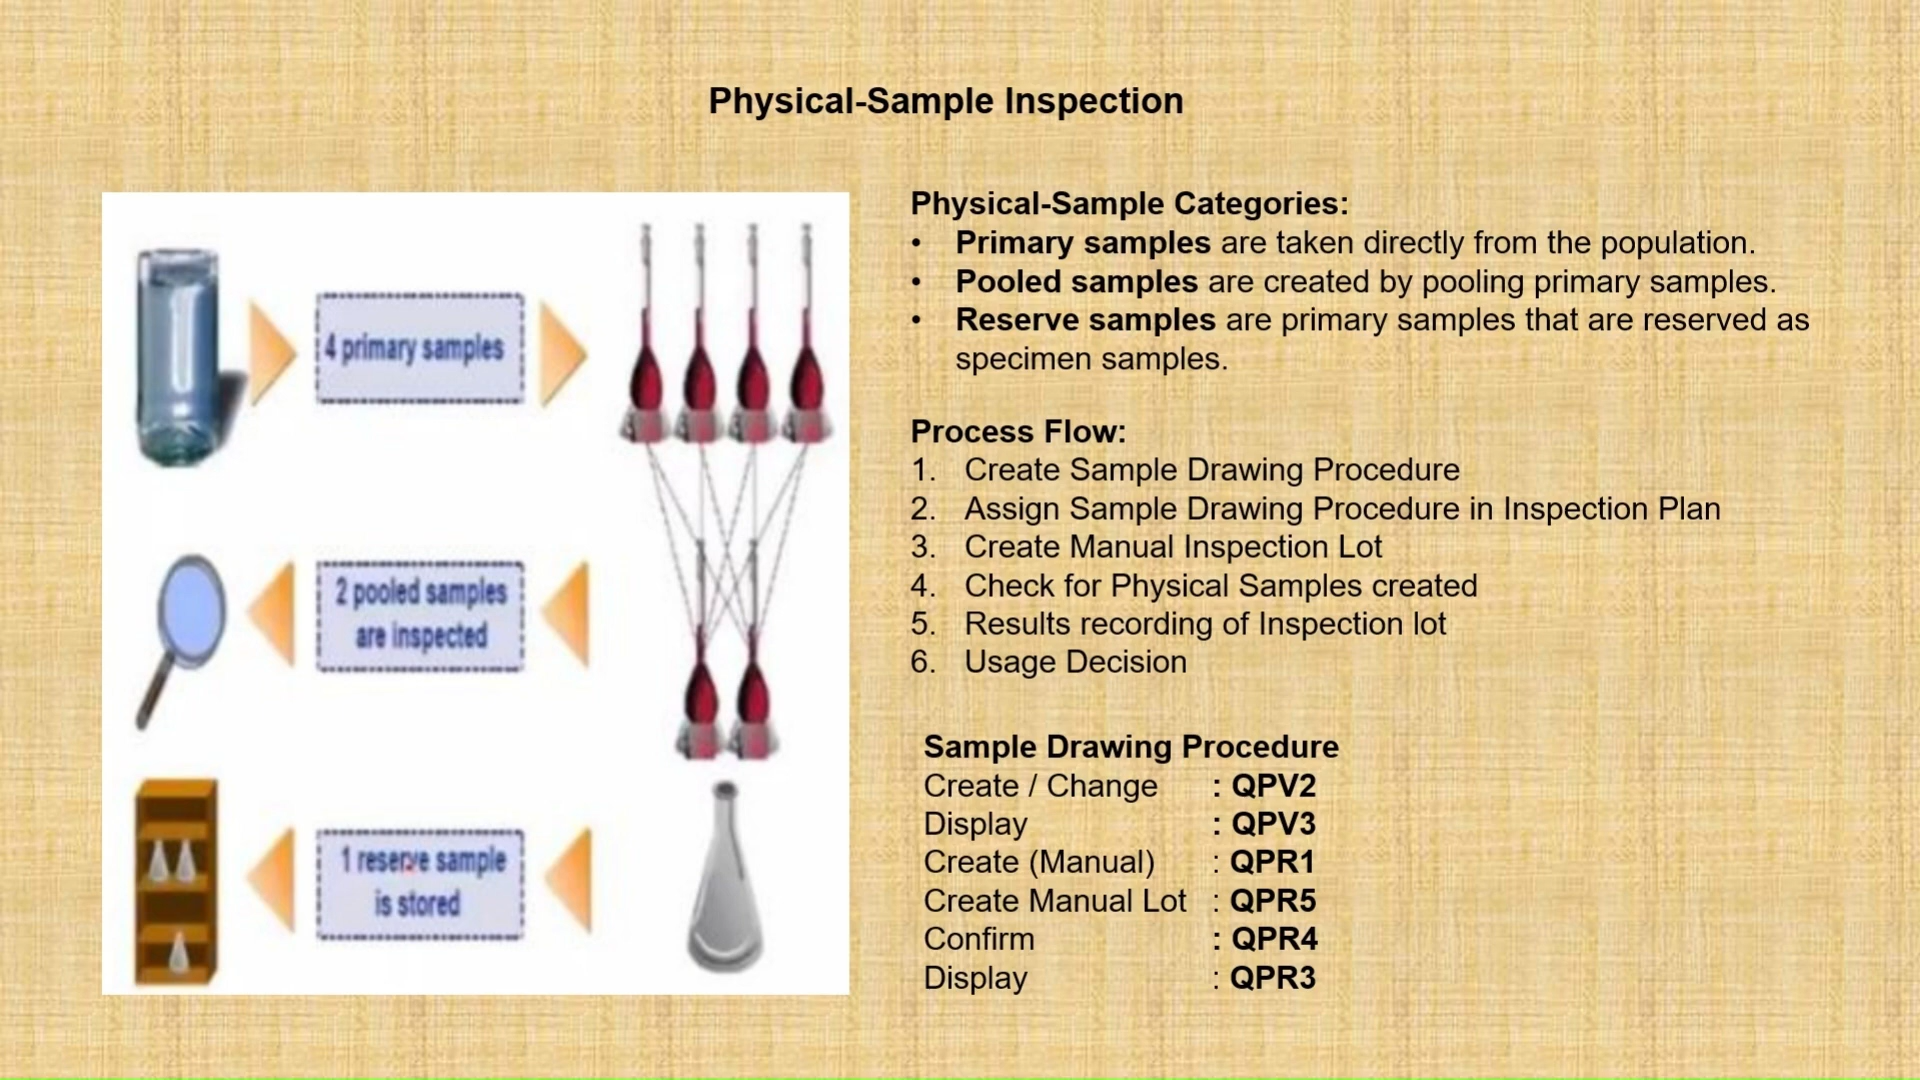 Physical-Sample Inspection
4 primary samples
2 pooled samples
are inspected
1 reserve sample
is stored
Physical-Sample Categories:
• Primary samples are taken directly from the population.
• Pooled samples are created by pooling primary samples.
• Reserve samples are primary samples that are reserved as
specimen samples.
Process Flow:
1. Create Sample Drawing Procedure
2. Assign Sample Drawing Procedure in Inspection Plan
3. Create Manual Inspection Lot
4. Check for Physical Samples created
5. Results recording of Inspection lot
6. Usage Decision
Sample Drawing Procedure
Create / Change : QPV2
Display : QPV3
Create (Manual) : QPR1
Create Manual Lot : QPR5
Confirm : QPR4
Display : QPR3